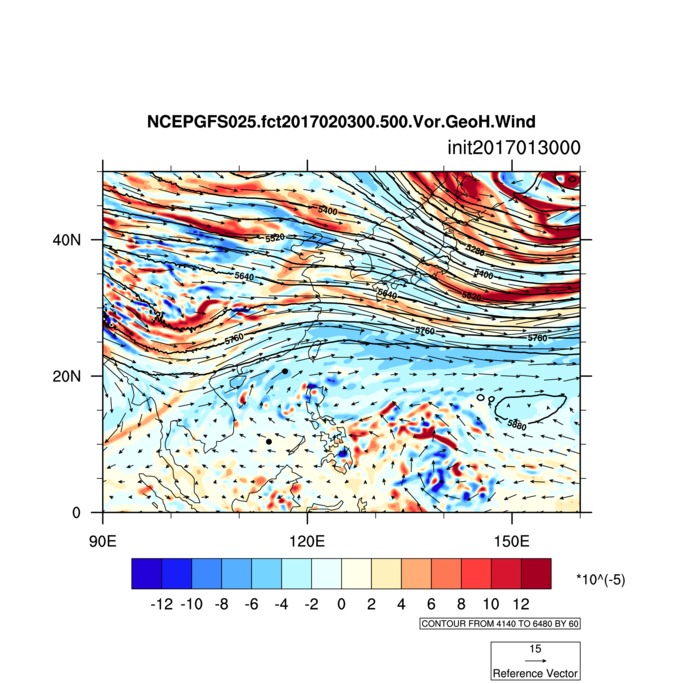 NCEPGFS025.fct2017020300.500.Vor.GeoH.Wind
init2017013000
5400
5520
5640
5760
5280
5400
5520
5640
5760
5880
40N
20N
0
90E 120E 150E
-12 -10 -8 -6 -4 -2 0 2 4 6 8 10 12
*10^(-5)
CONTOUR FROM 4140 TO 6480 BY 60
15
Reference Vector